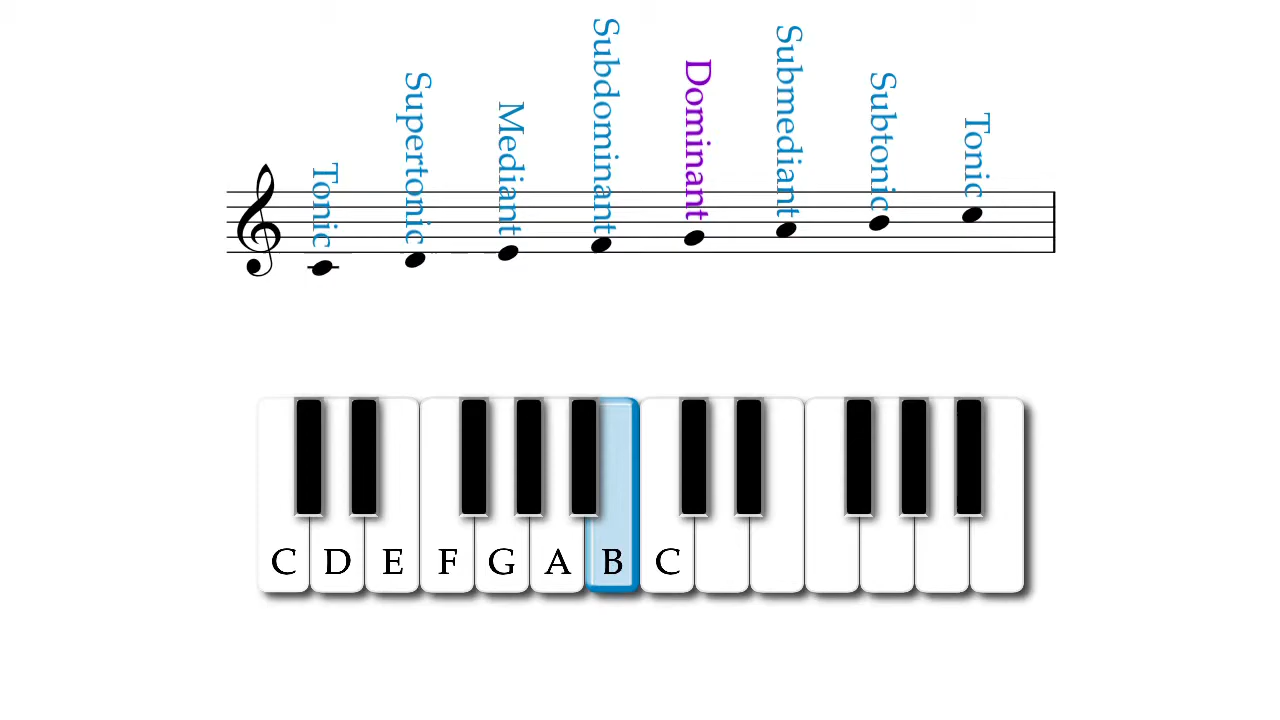 Tonic
Supertonic
Mediant
Subdominant
Dominant
Submediant
Subtonic
Tonic
C D E F G A B C